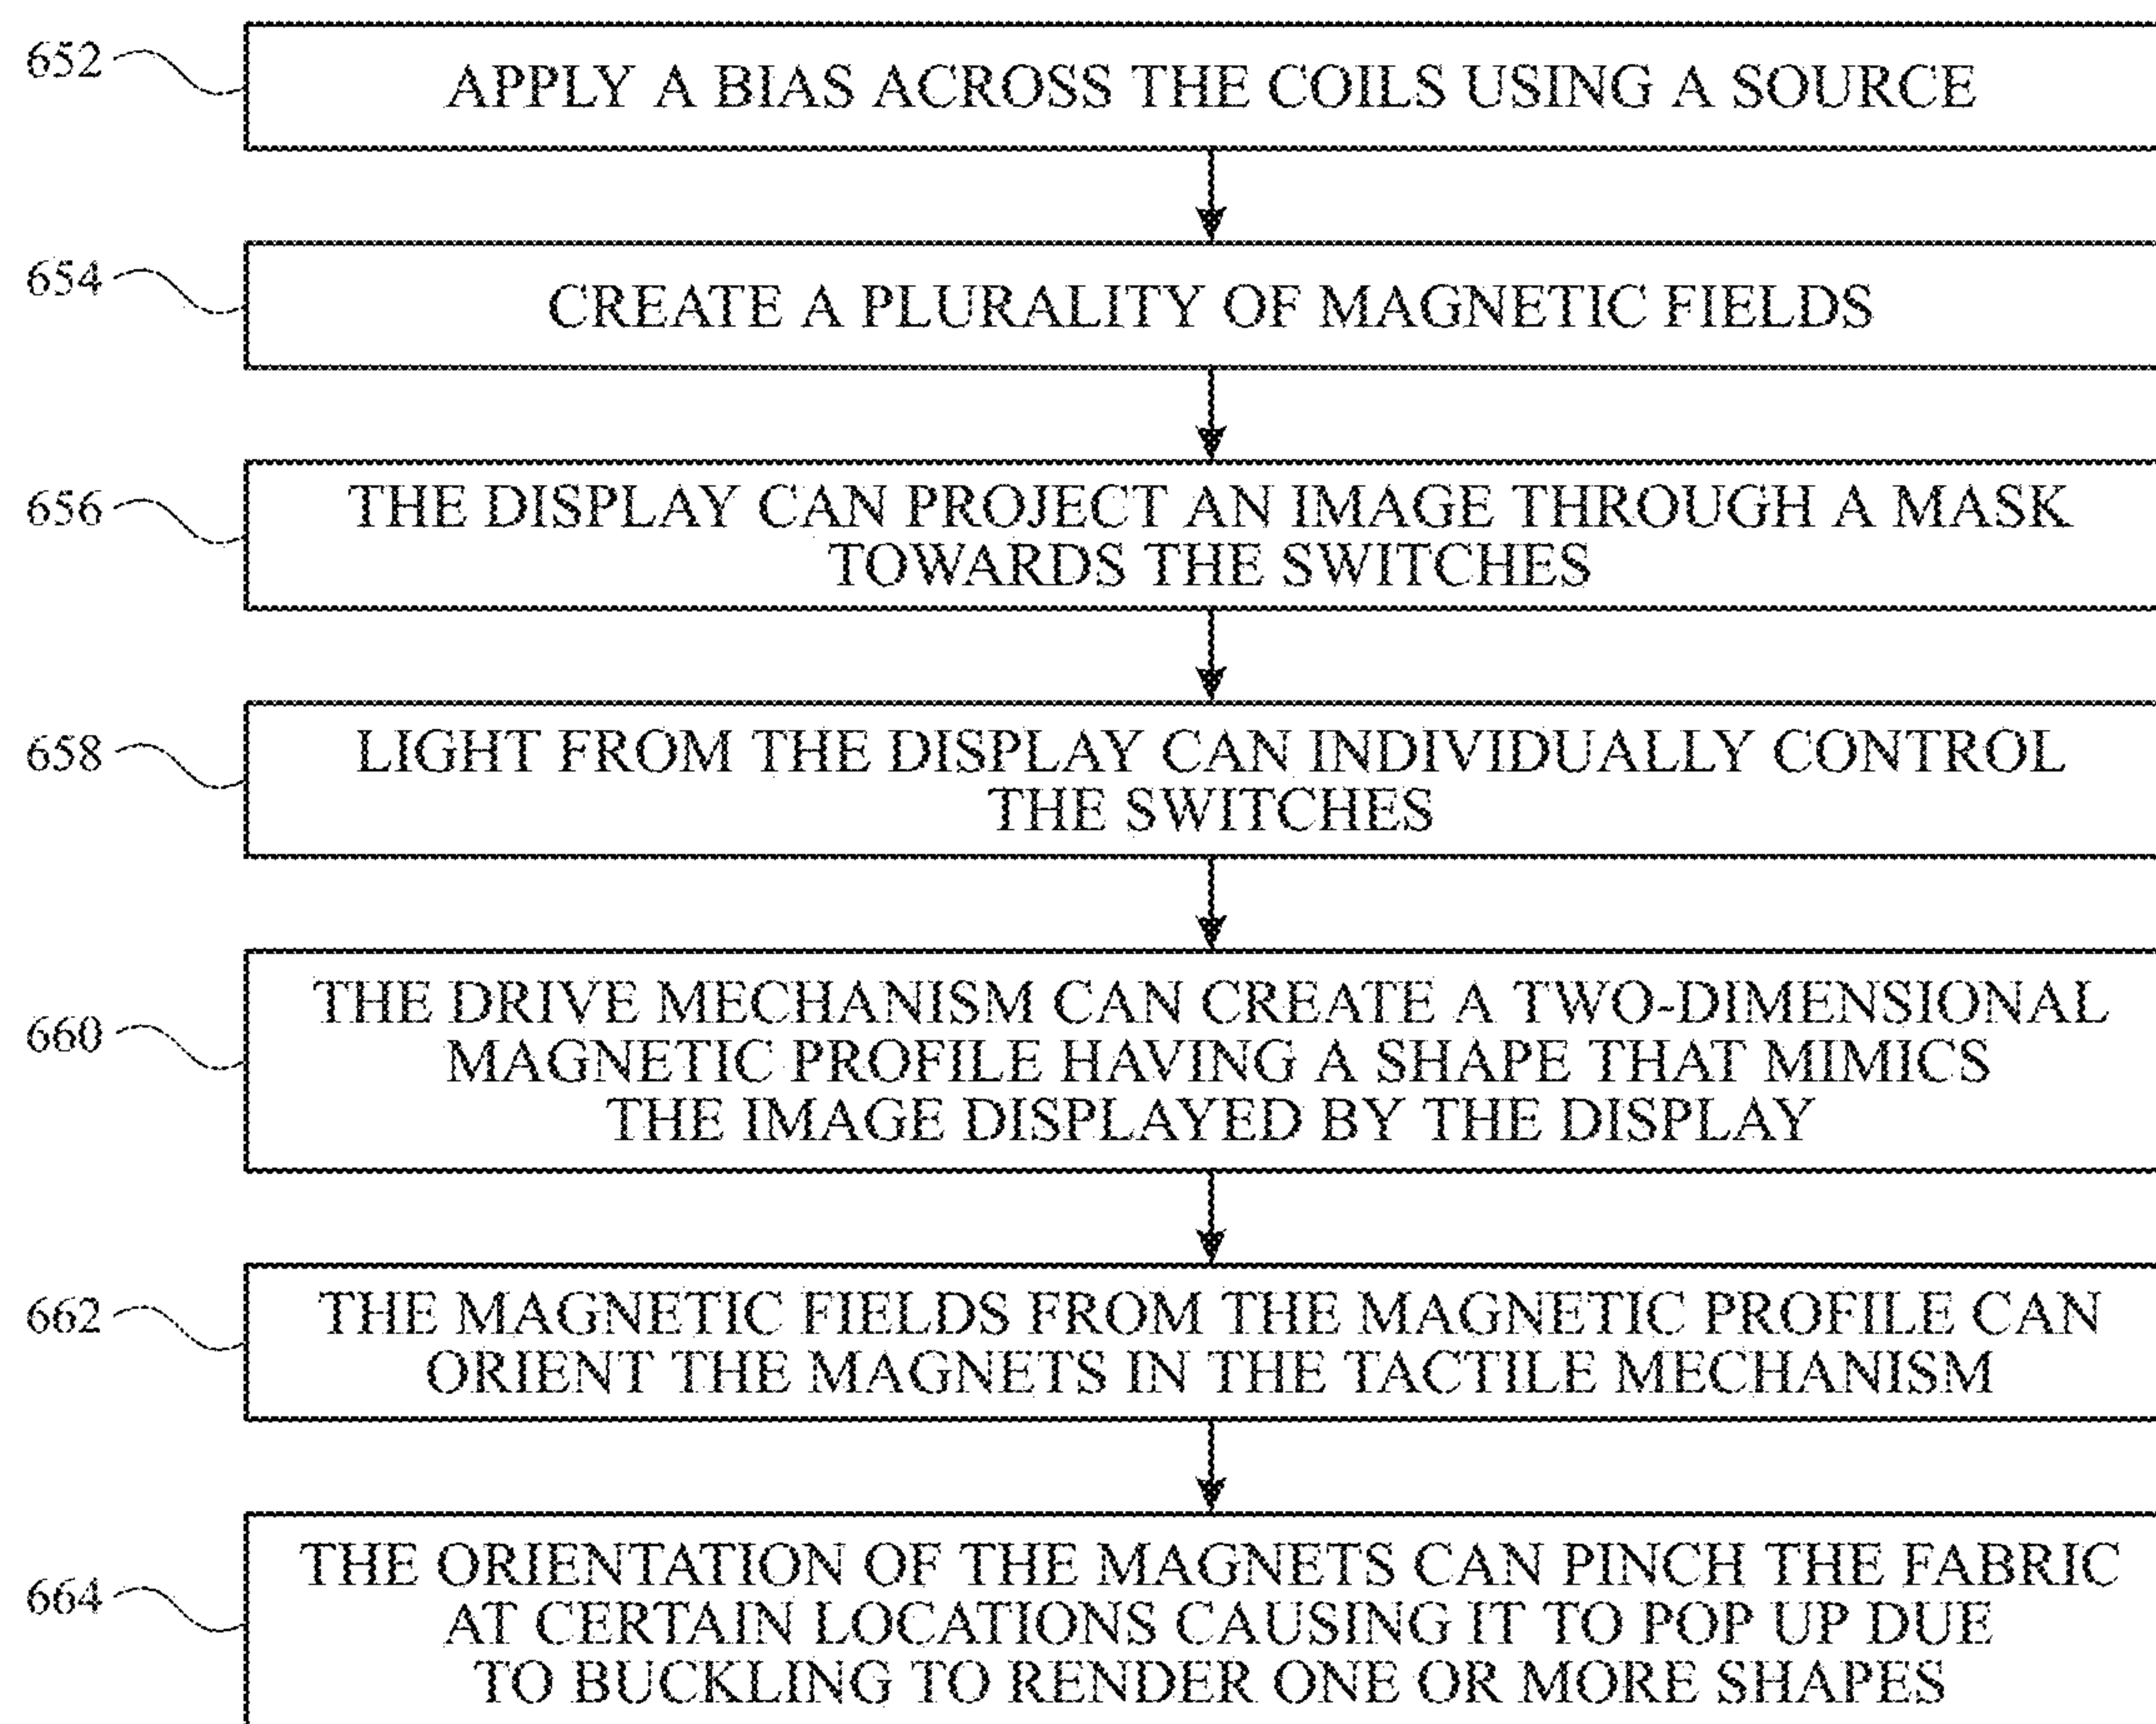 652
APPLY A BIAS ACROSS THE COILS USING A SOURCE
654
CREATE A PLURALITY OF MAGNETIC FIELDS
656
THE DISPLAY CAN PROJECT AN IMAGE THROUGH A MASK
TOWARDS THE SWITCHES
658
LIGHT FROM THE DISPLAY CAN INDIVIDUALLY CONTROL
THE SWITCHES
660
THE DRIVE MECHANISM CAN CREATE A TWO-DIMENSIONAL
MAGNETIC PROFILE HAVING A SHAPE THAT MIMICS
THE IMAGE DISPLAYED BY THE DISPLAY
662
THE MAGNETIC FIELDS FROM THE MAGNETIC PROFILE CAN
ORIENT THE MAGNETS IN THE TACTILE MECHANISM
664
THE ORIENTATION OF THE MAGNETS CAN PINCH THE FABRIC
AT CERTAIN LOCATIONS CAUSING IT TO POP UP DUE
TO BUCKLING TO RENDER ONE OR MORE SHAPES